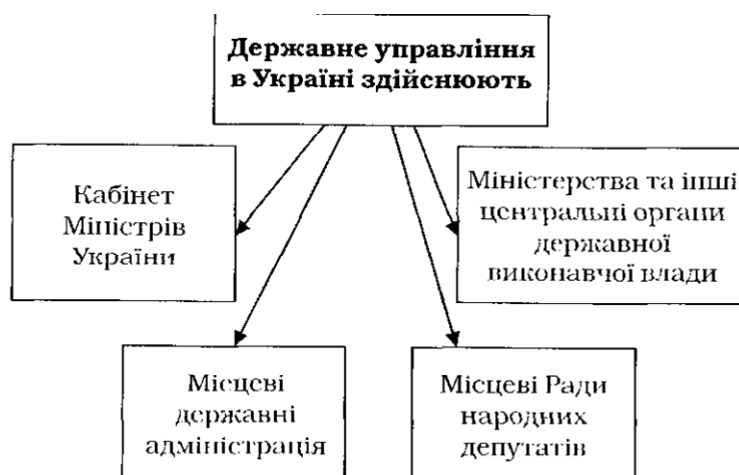 Державне управління
в Україні здійснюють
Кабінет
Міністрів
України
Міністерства та інші
центральні органи
державної
виконавчої влади
Місцеві
державні
адміністрація
Місцеві Ради
народних
депутатів